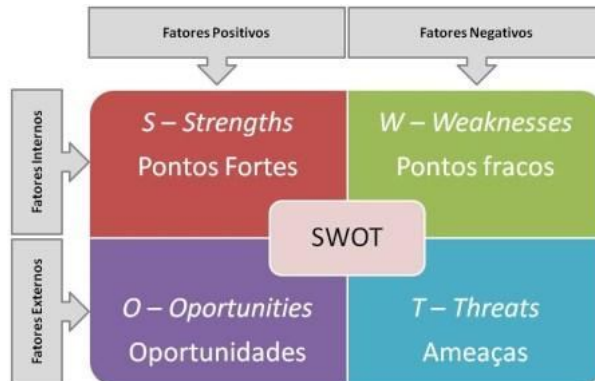 Fatores Positivos
Fatores Negativos
Fatores Internos
S – Strengths
Pontos Fortes
W – Weaknesses
Pontos fracos
SWOT
Fatores Externos
O – Oportunities
Oportunidades
T – Threats
Ameaças